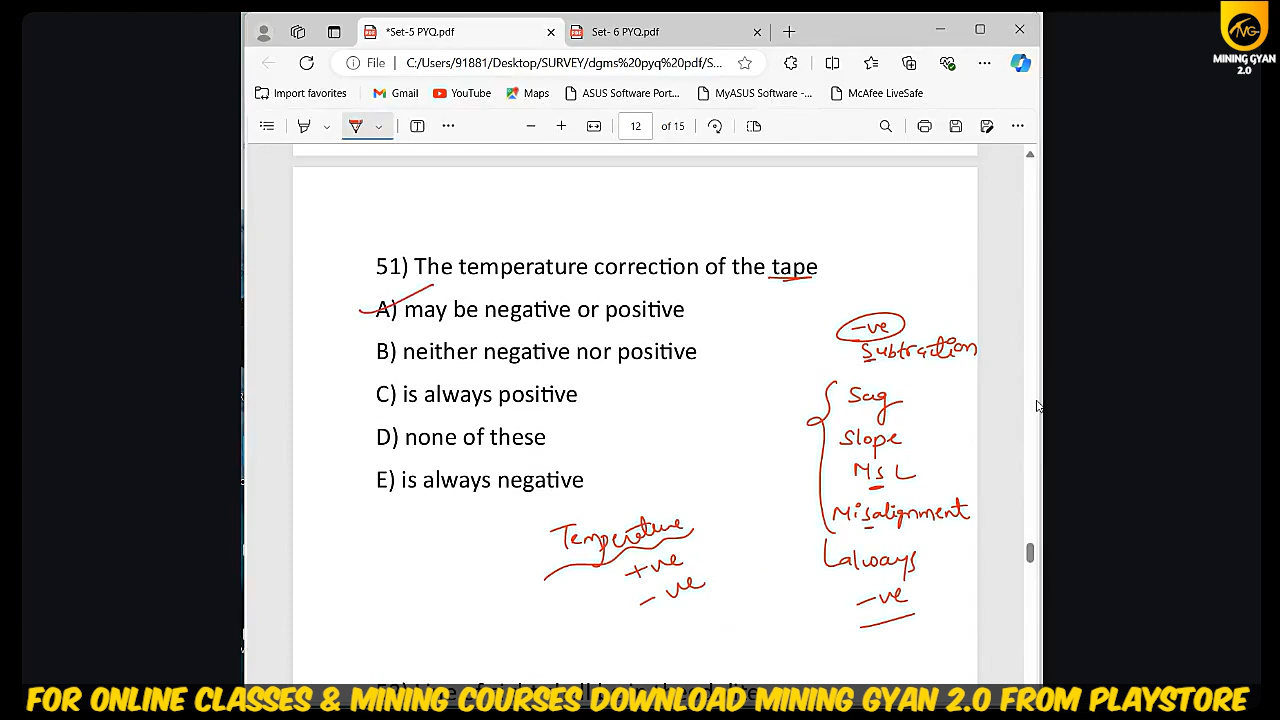 *Set-5 PYQ.pdf
Set- 6 PYQ.pdf
File
C:/Users/91881/Desktop/SURVEY/dgms%20pyq%20pdf/S...
Import favorites
Gmail
YouTube
Maps
ASUS Software Port...
MyASUS - Software -...
McAfee LiveSafe
12
of 15
MG
MINING GYAN
2.0
51) The temperature correction of the tape
A) may be negative or positive
B) neither negative nor positive
C) is always positive
D) none of these
E) is always negative
-ve
Subtraction
Sag
Slope
MSL
Misalignment
always
-ve
Temperature
+ve
-ve
FOR ONLINE CLASSES & MINING COURSES DOWNLOAD MINING GYAN 2.0 FROM PLAYSTORE